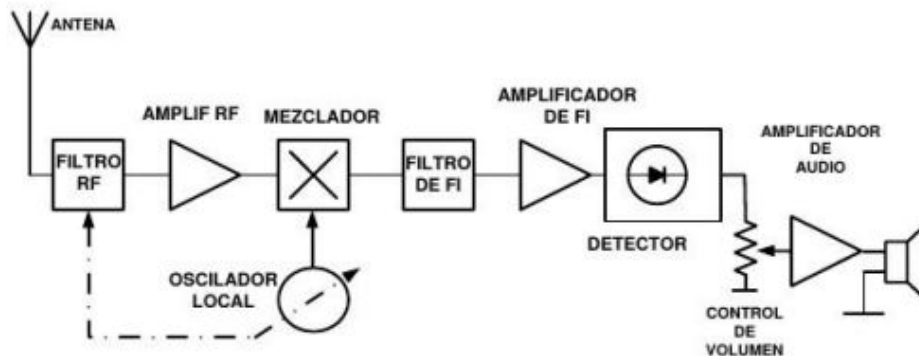 ANTENA
AMPLIF RF
MEZCLADOR
AMPLIFICADOR
DE FI
AMPLIFICADOR
DE
AUDIO
FILTRO
RF
FILTRO
DE FI
DETECTOR
OSCILADOR
LOCAL
CONTROL
DE
VOLUMEN